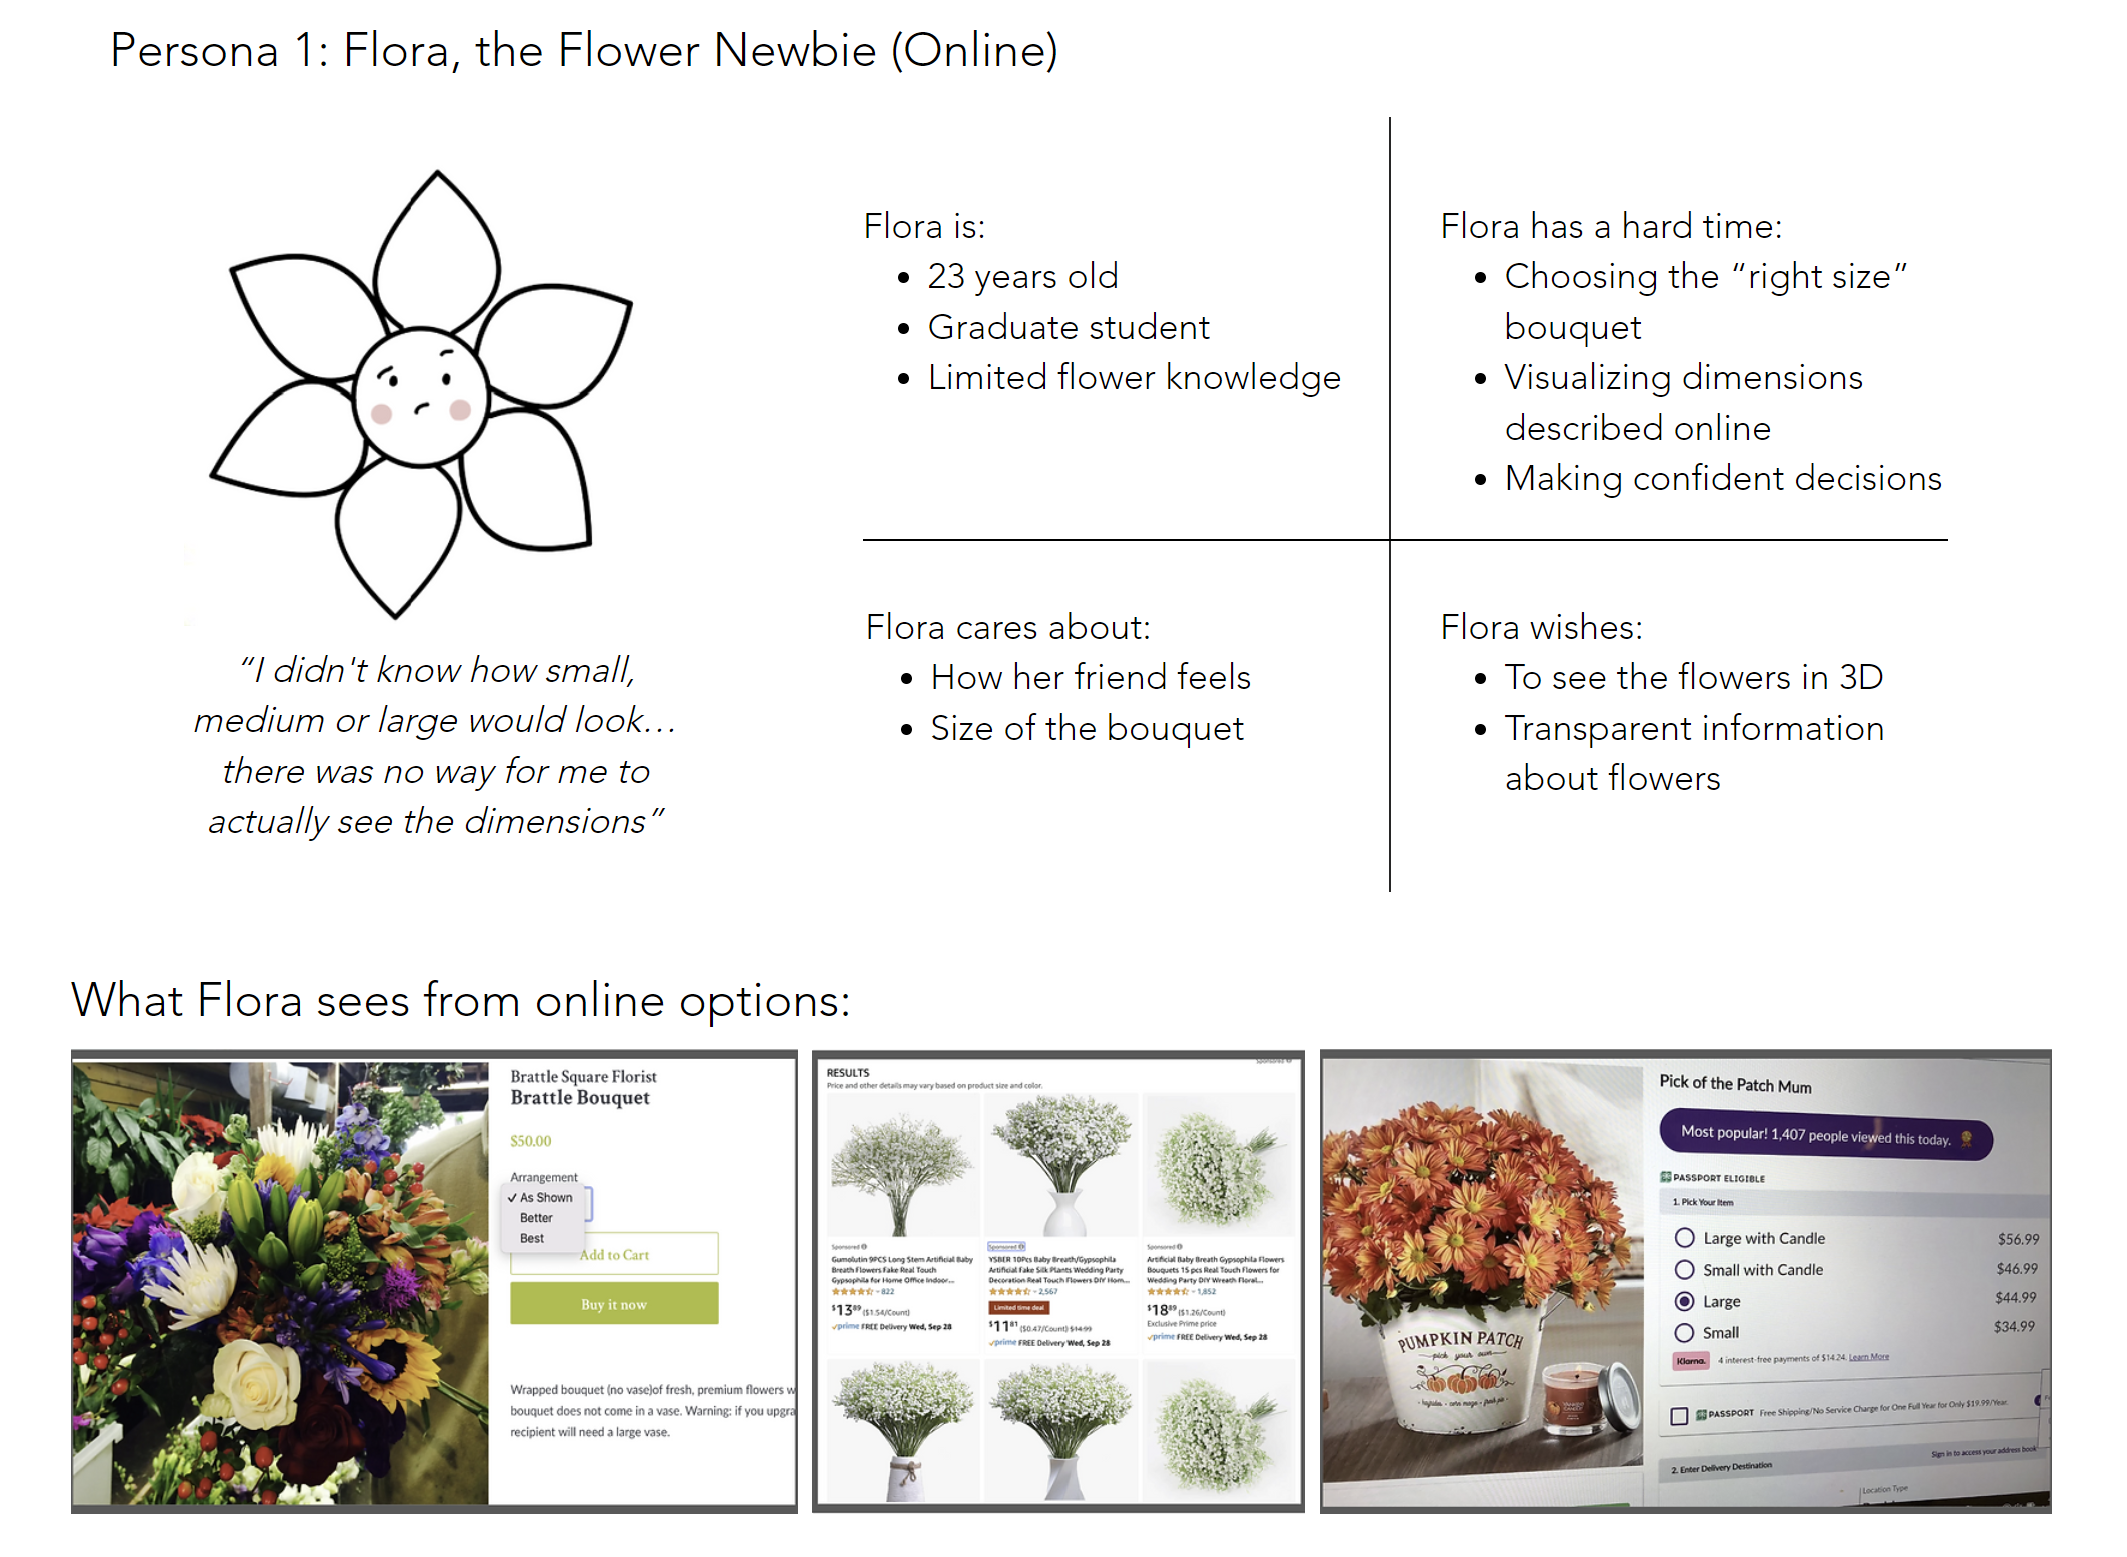 Persona 1: Flora, the Flower Newbie (Online)
“I didn't know how small,
medium or large would look…
there was no way for me to
actually see the dimensions”
Flora is:
• 23 years old
• Graduate student
• Limited flower knowledge
Flora has a hard time:
• Choosing the “right size”
bouquet
• Visualizing dimensions
described online
• Making confident decisions
Flora cares about:
• How her friend feels
• Size of the bouquet
Flora wishes:
• To see the flowers in 3D
• Transparent information
about flowers
What Flora sees from online options:
Brattle Square Florist
Brattle Bouquet
$50.00
Arrangement
✓ As Shown
Better
Best
Add to Cart
Buy it now
Wrapped bouquet (no vase)of fresh, premium flowers w
bouquet does not come in a vase. Warning: if you upgra
recipient will need a large vase.
Sponsored
RESULTS
Price and other details may vary based on product size and color.
Sponsored
Gumolutin 9PCS Long Stem Artificial Baby
Breath Flowers Fake Real Touch
Gypsophila for Home Office Indoor...
822
$13⁸⁹ ($1.54/Count)
prime FREE Delivery Wed, Sep 28
Sponsored
YSBER 10Pcs Baby Breath/Gypsophila
Artificial Fake Silk Plants Wedding Party
Decoration Real Touch Flowers DIY Hom...
2,567
Limited time deal
$11⁸¹ ($0.47/Count) $14.99
prime FREE Delivery Wed, Sep 28
Sponsored
Artificial Baby Breath Gypsophila Flowers
Bouquets 15 pcs Real Touch Flowers for
Wedding Party DIY Wreath Floral...
1,852
$18⁸⁹ ($1.26/Count)
Exclusive Prime price
prime FREE Delivery Wed, Sep 28
PUMPKIN PATCH
pick your own
YANKEE CANDLE
Pick of the Patch Mum
Most popular! 1,407 people viewed this today.
PASSPORT ELIGIBLE
1. Pick Your Item
Large with Candle $56.99
Small with Candle $46.99
Large $44.99
Small $34.99
Klarna. 4 interest-free payments of $14.24. Learn More
PASSPORT Free Shipping/No Service Charge for One Full Year for Only $19.99/Year.
Sign in to access your address book
2. Enter Delivery Destination
Location Type